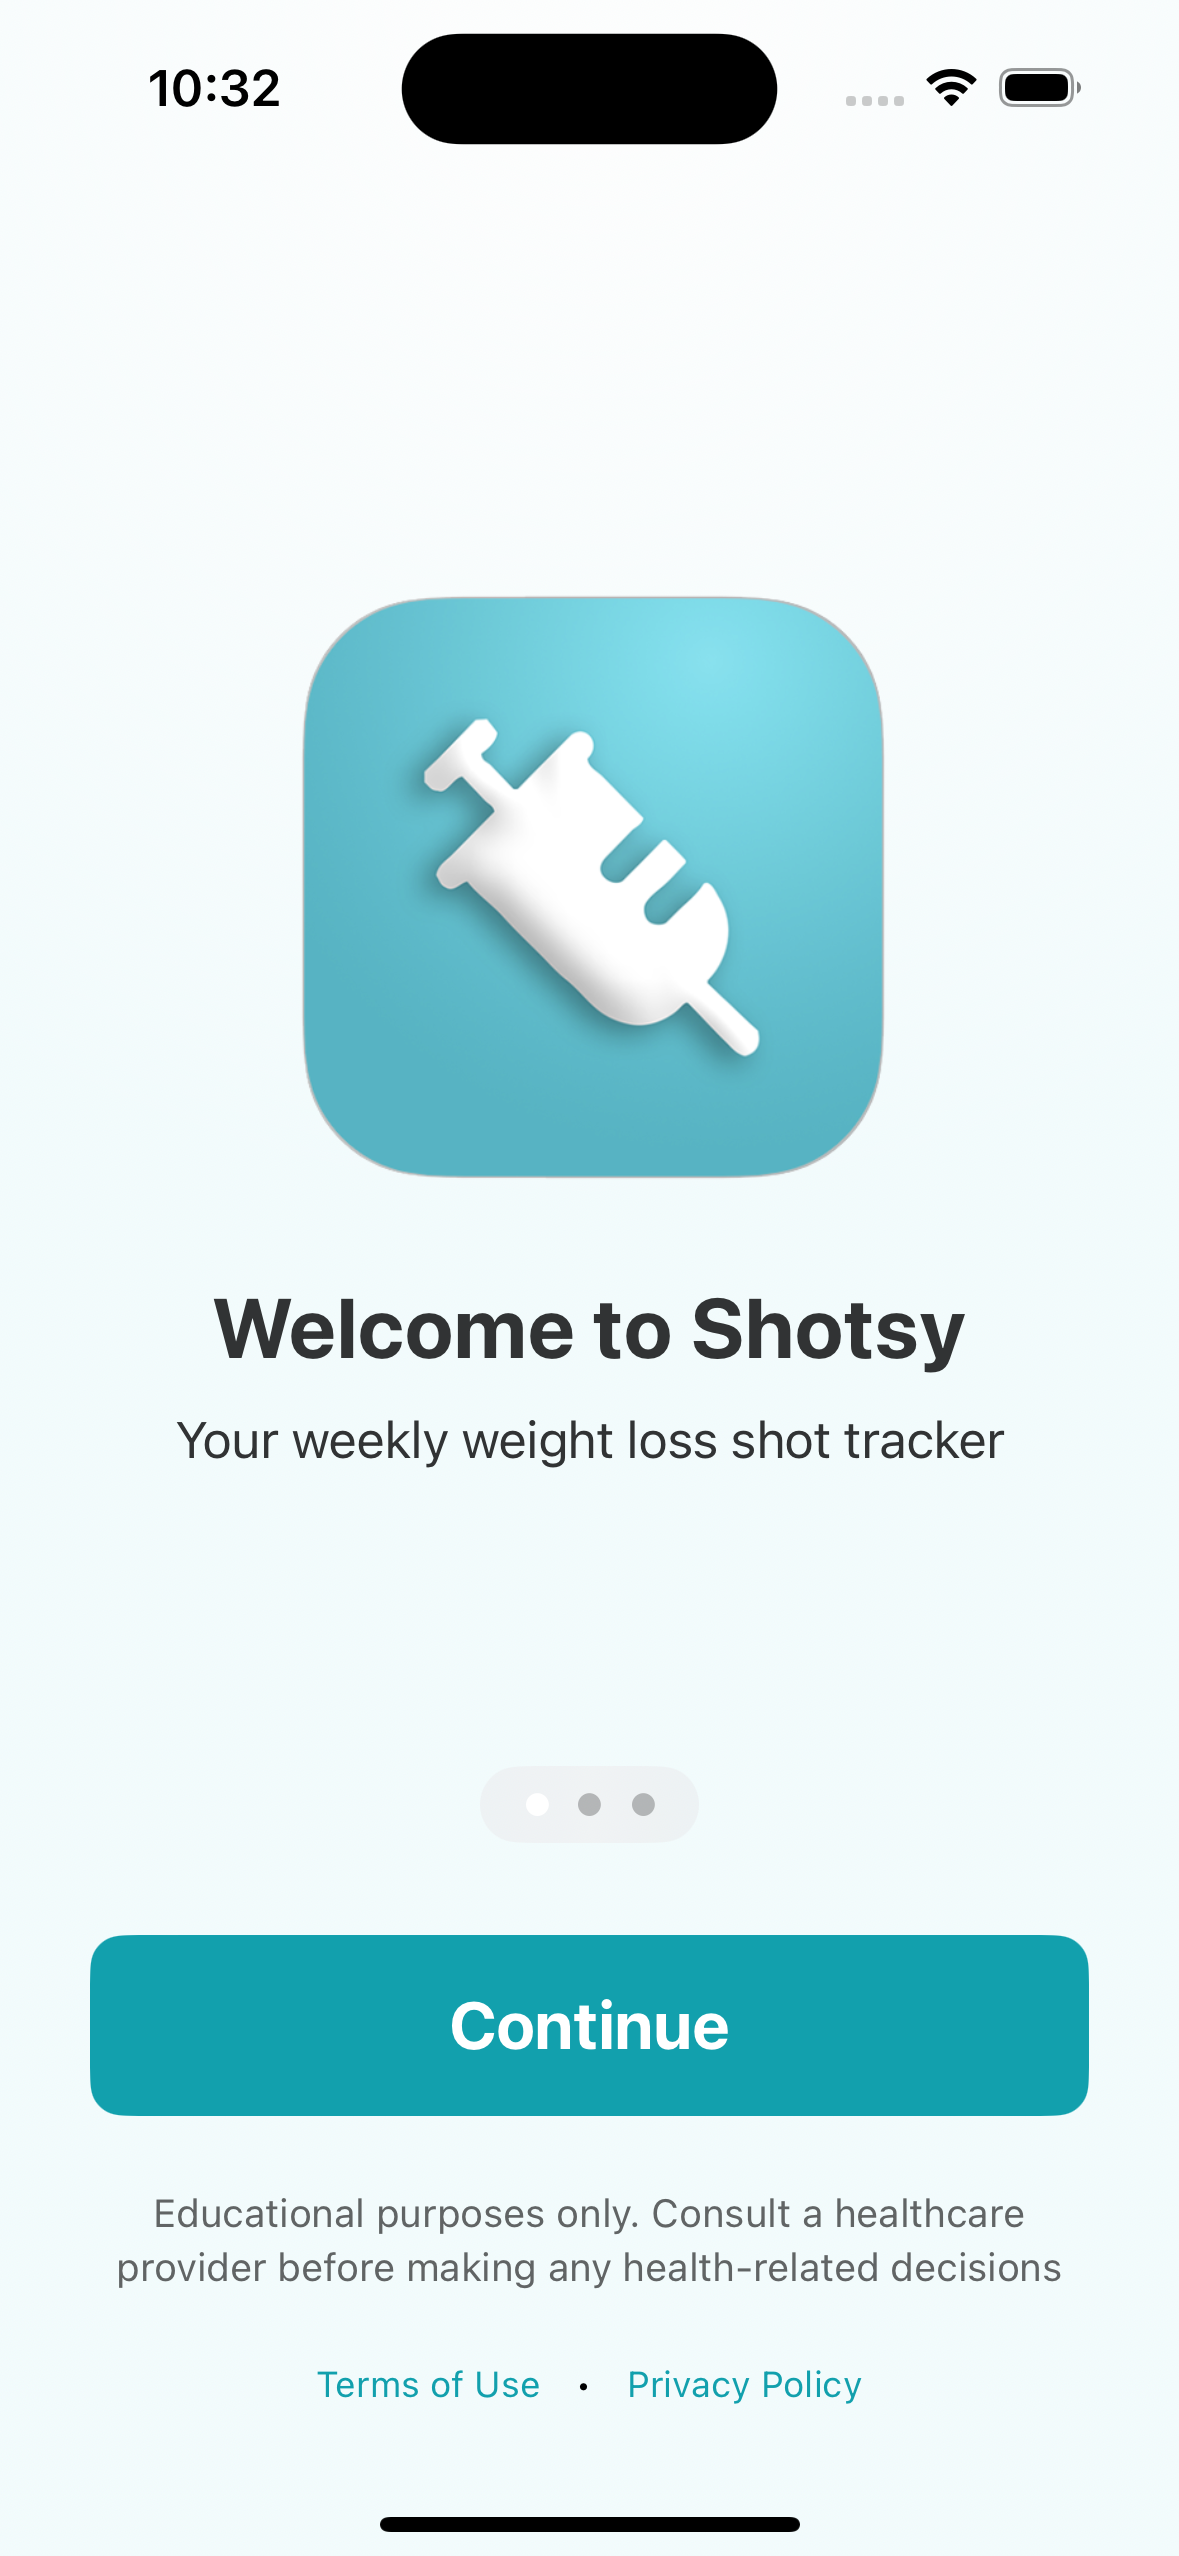 10:32
Welcome to Shotsy
Your weekly weight loss shot tracker
Continue
Educational purposes only. Consult a healthcare
provider before making any health-related decisions
Terms of Use • Privacy Policy